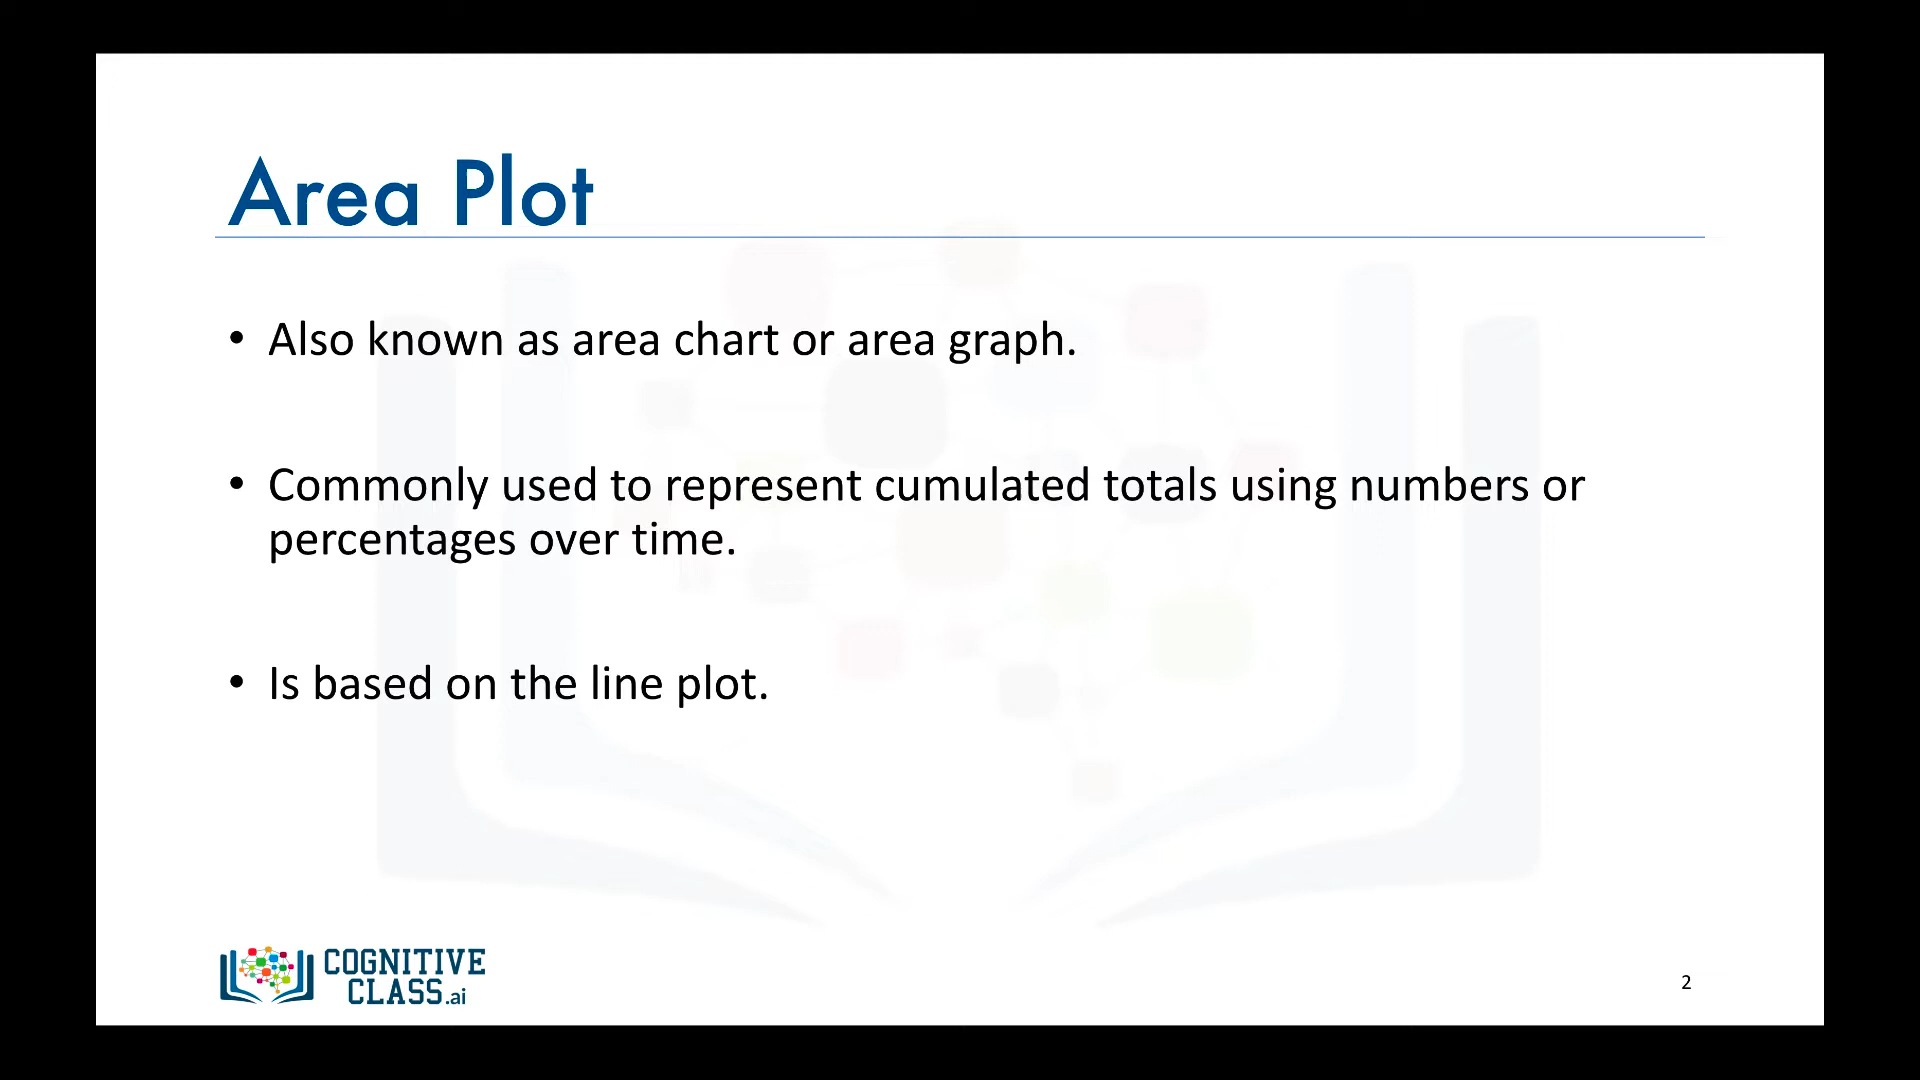 Area Plot
• Also known as area chart or area graph.
• Commonly used to represent cumulated totals using numbers or
percentages over time.
• Is based on the line plot.
COGNITIVE
CLASS.ai
2